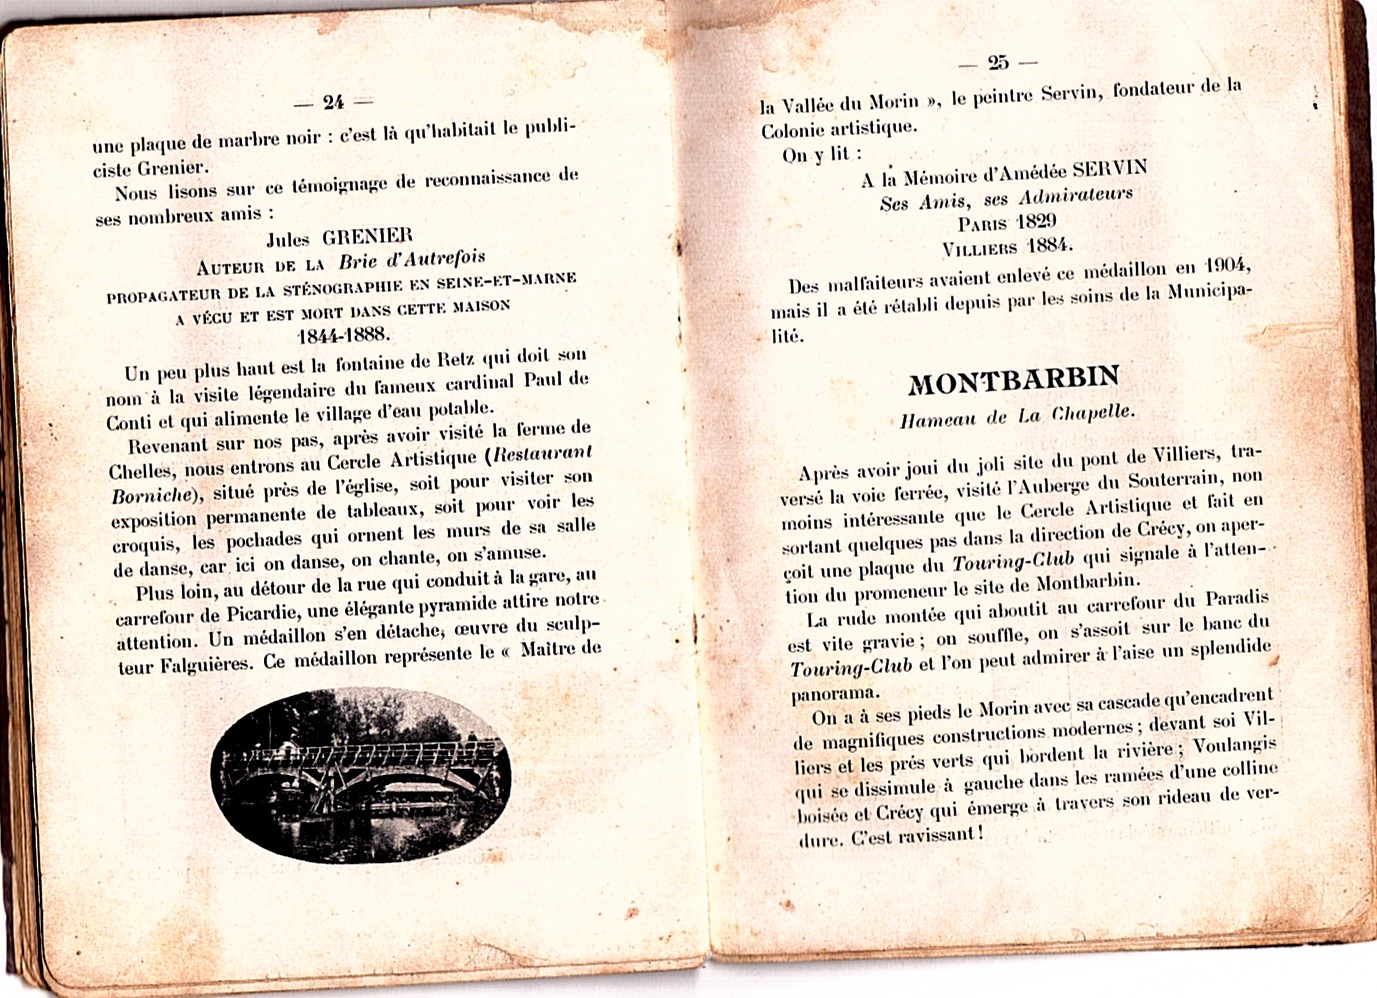 — 24 —
une plaque de marbre noir : c'est là qu'habitait le publi-
ciste Grenier.
Nous lisons sur ce témoignage de reconnaissance de
ses nombreux amis :
Jules GRENIER
AUTEUR DE LA Brie d'Autrefois
PROPAGATEUR DE LA STÉNOGRAPHIE EN SEINE-ET-MARNE
A VÉCU ET EST MORT DANS CETTE MAISON
1844-1888.
Un peu plus haut est la fontaine de Retz qui doit son
nom à la visite légendaire du fameux cardinal Paul de
Conti et qui alimente le village d'eau potable.
Revenant sur nos pas, après avoir visité la ferme de
Chelles, nous entrons au Cercle Artistique (Restaurant
Borniche), situé près de l'église, soit pour visiter son
exposition permanente de tableaux, soit pour voir les
croquis, les pochades qui ornent les murs de sa salle
de danse, car ici on danse, on chante, on s'amuse.
Plus loin, au détour de la rue qui conduit à la gare, au
carrefour de Picardie, une élégante pyramide attire notre
attention. Un médaillon s'en détache, œuvre du sculp-
teur Falguières. Ce médaillon représente le « Maître de
— 25 —
la Vallée du Morin », le peintre Servin, fondateur de la
Colonie artistique.
On y lit :
A la Mémoire d'Amédée SERVIN
Ses Amis, ses Admirateurs
PARIS 1829
VILLIERS 1884.
Des malfaiteurs avaient enlevé ce médaillon en 1904,
mais il a été rétabli depuis par les soins de la Municipa-
lité.
MONTBARBIN
Hameau de La Chapelle.
Après avoir joui du joli site du pont de Villiers, tra-
versé la voie ferrée, visité l'Auberge du Souterrain, non
moins intéressante que le Cercle Artistique et fait en
sortant quelques pas dans la direction de Crécy, on aper-
çoit une plaque du Touring-Club qui signale à l'atten-
tion du promeneur le site de Montbarbin.
La rude montée qui aboutit au carrefour du Paradis
est vite gravie ; on souffle, on s'assoit sur le banc du
Touring-Club et l'on peut admirer à l'aise un splendide
panorama.
On a à ses pieds le Morin avec sa cascade qu'encadrent
de magnifiques constructions modernes ; devant soi Vil-
liers et les prés verts qui bordent la rivière ; Voulangis
qui se dissimule à gauche dans les ramées d'une colline
boisée et Crécy qui émerge à travers son rideau de ver-
dure. C'est ravissant !